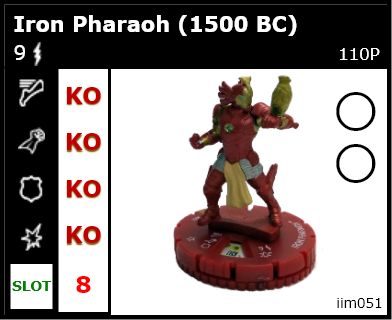 Iron Pharaoh (1500 BC)
9
110P
KO
KO
KO
KO
SLOT 8
iim051